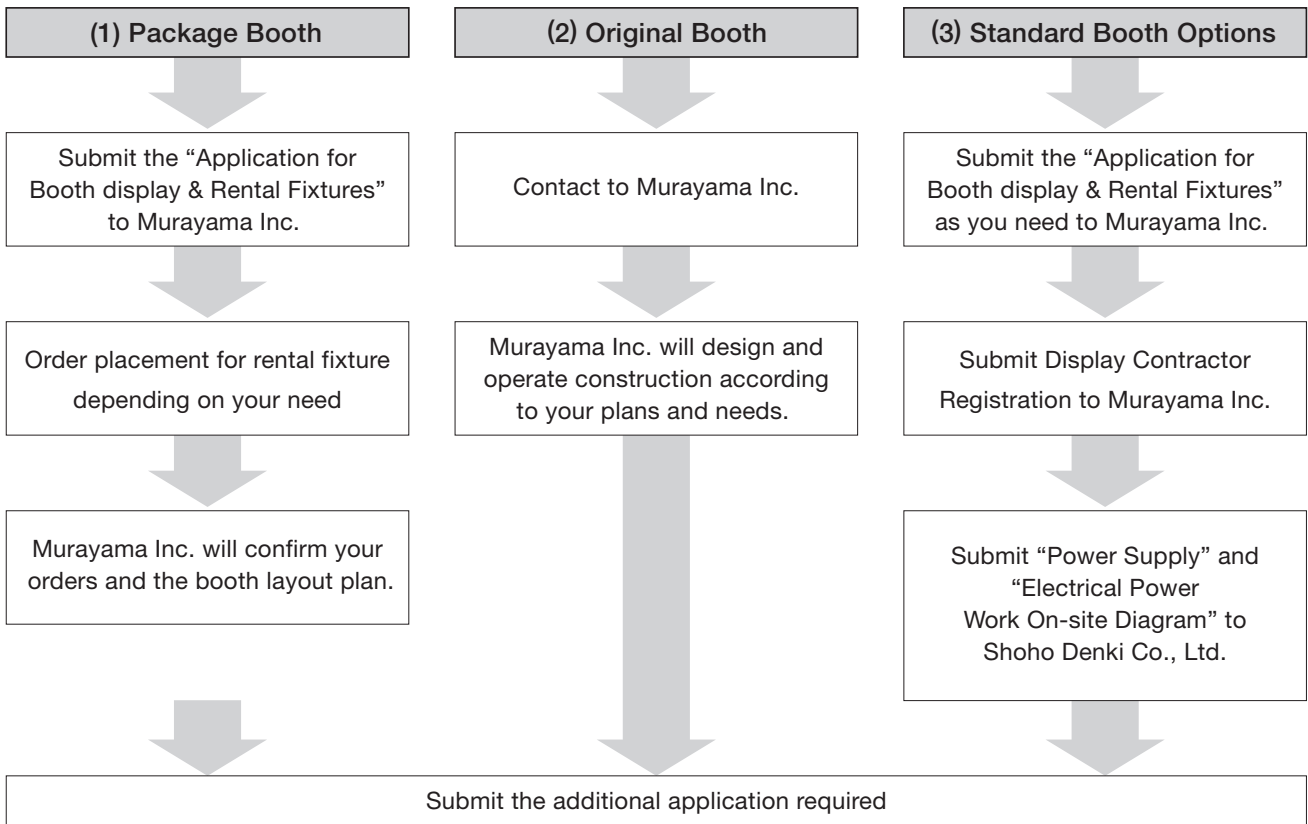 (1) Package Booth
Submit the “Application for
Booth display & Rental Fixtures”
to Murayama Inc.
Order placement for rental fixture
depending on your need
Murayama Inc. will confirm your
orders and the booth layout plan.
(2) Original Booth
Contact to Murayama Inc.
Murayama Inc. will design and
operate construction according
to your plans and needs.
(3) Standard Booth Options
Submit the “Application for
Booth display & Rental Fixtures”
as you need to Murayama Inc.
Submit Display Contractor
Registration to Murayama Inc.
Submit “Power Supply” and
“Electrical Power
Work On-site Diagram” to
Shoho Denki Co., Ltd.
Submit the additional application required